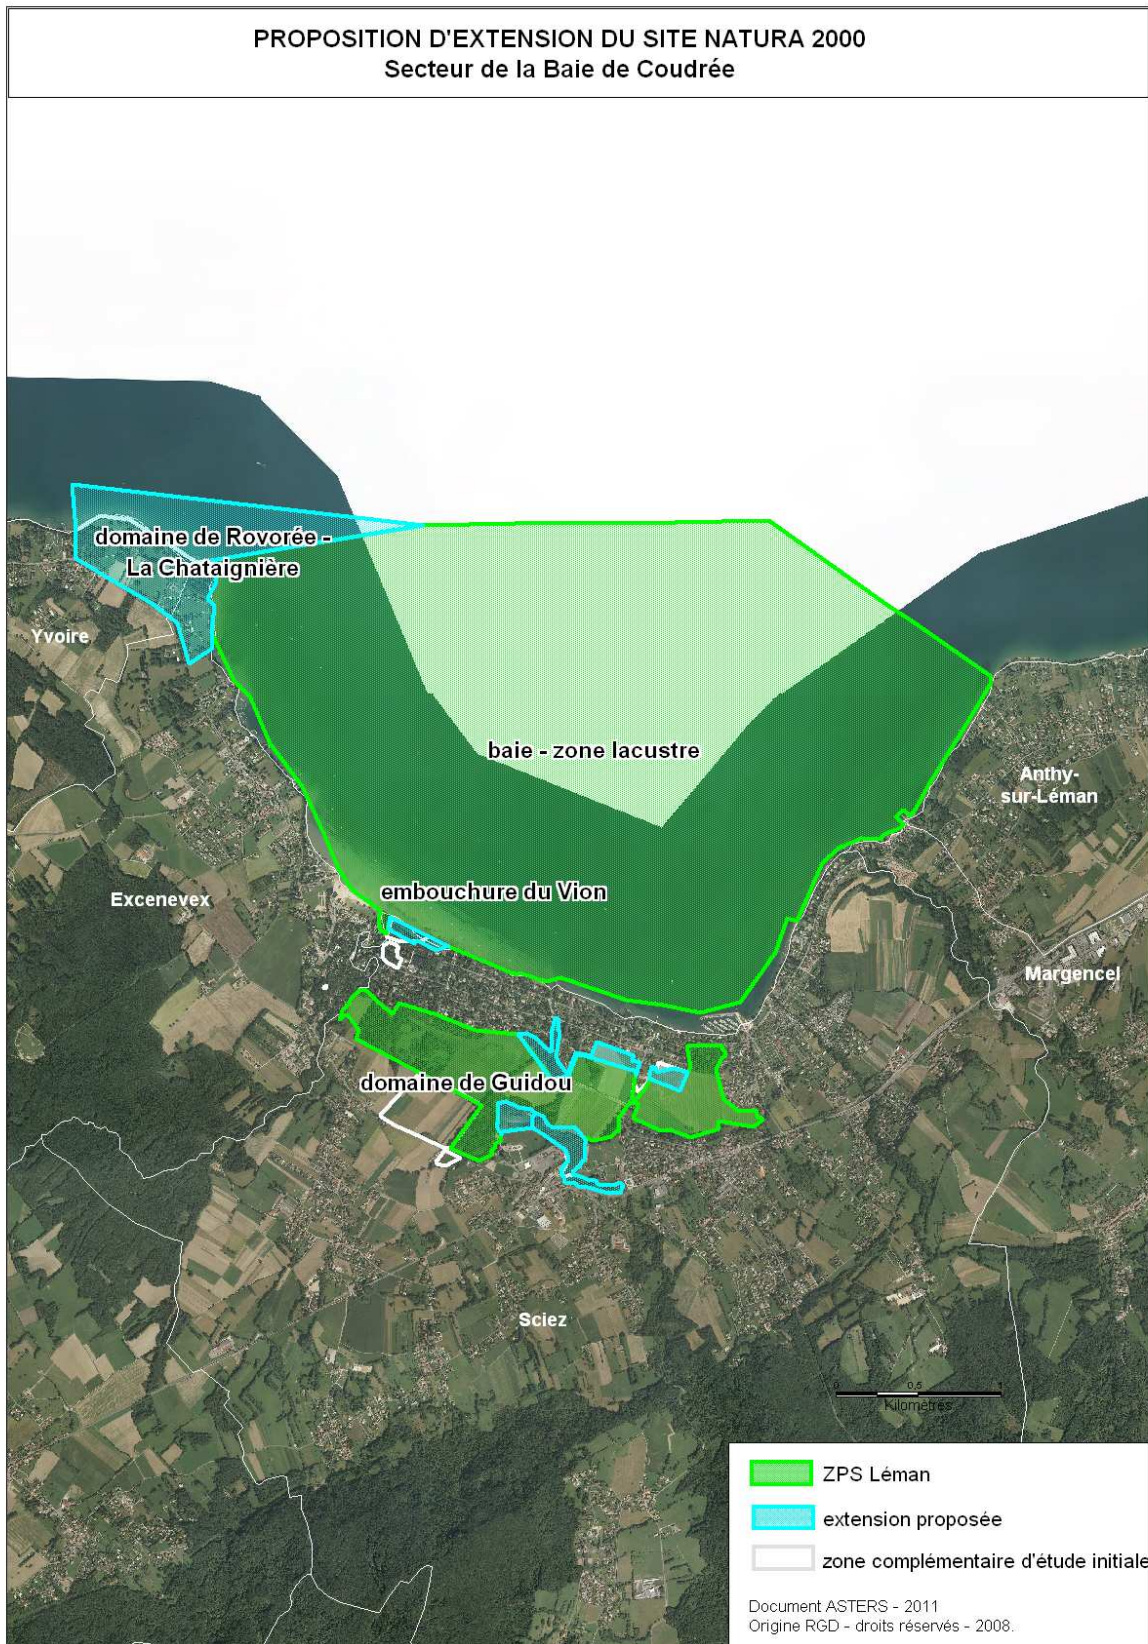 PROPOSITION D'EXTENSION DU SITE NATURA 2000
Secteur de la Baie de Coudrée
domaine de Rovorée -
La Chataignière
Yvoire
baie - zone lacustre
Anthy-
sur-Léman
embouchure du Vion
Excenevex
Margencel
domaine de Guidou
Sciez
0 0,5 1
Kilomètres
ZPS Léman
extension proposée
zone complémentaire d'étude initiale
Document ASTERS - 2011
Origine RGD - droits réservés - 2008.